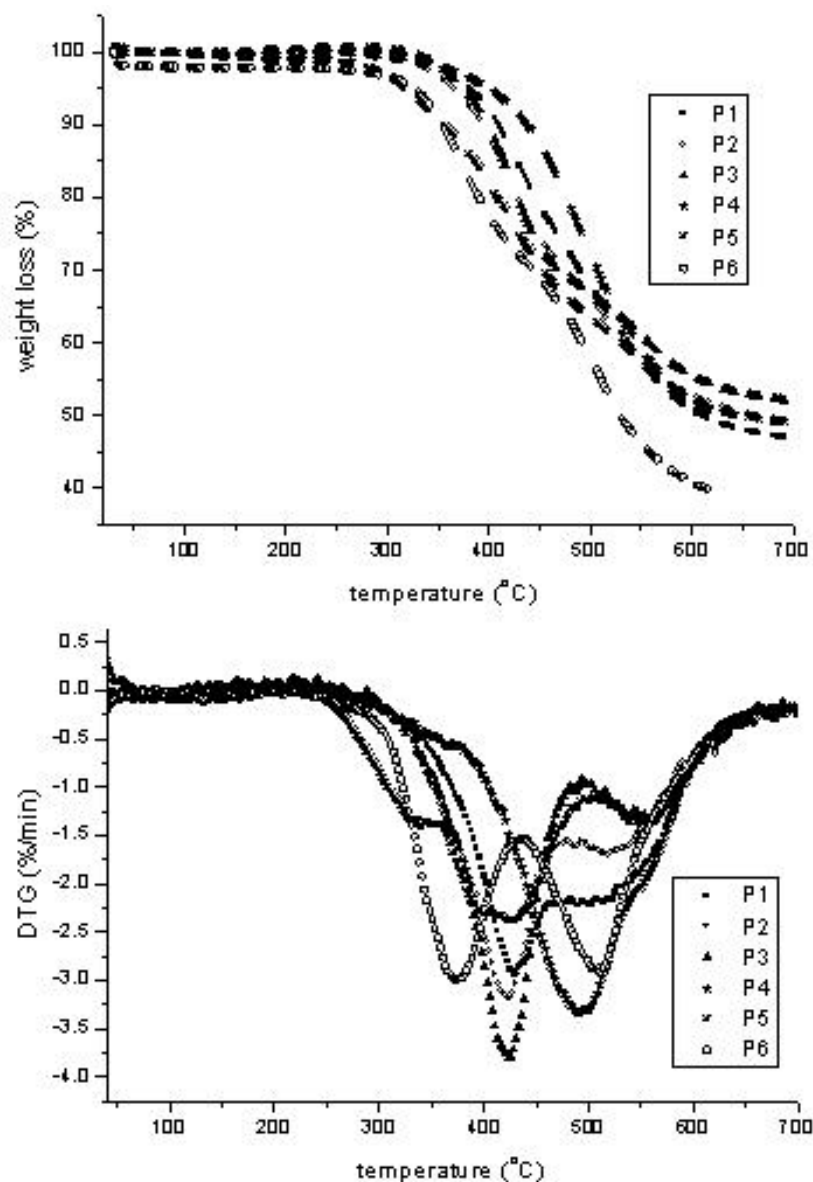 100
90
80
70
60
50
40
weight loss (%)
P1
P2
P3
P4
P5
P6
100 200 300 400 500 600 700
temperature (°C)
0.5
0.0
-0.5
-1.0
-1.5
-2.0
-2.5
-3.0
-3.5
-4.0
DTG (%/min)
P1
P2
P3
P4
P5
P6
100 200 300 400 500 600 700
temperature (°C)